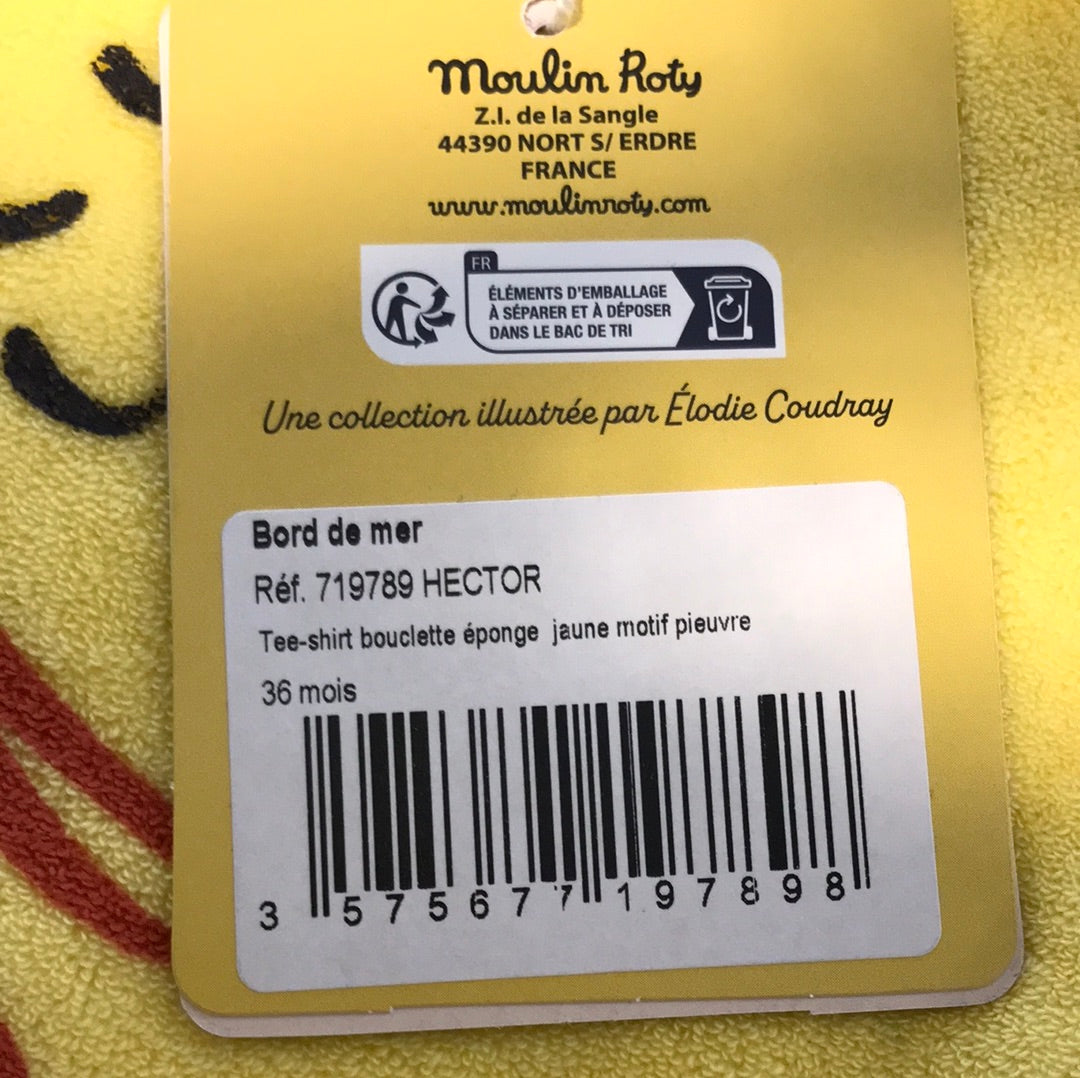 Moulin Roty
Z.I. de la Sangle
44390 NORT S/ ERDRE
FRANCE
www.moulinroty.com
FR
ÉLÉMENTS D'EMBALLAGE
À SÉPARER ET À DÉPOSER
DANS LE BAC DE TRI
Une collection illustrée par Élodie Coudray
Bord de mer
Réf. 719789 HECTOR
Tee-shirt bouclette éponge jaune motif pieuvre
36 mois
3 575677 197898